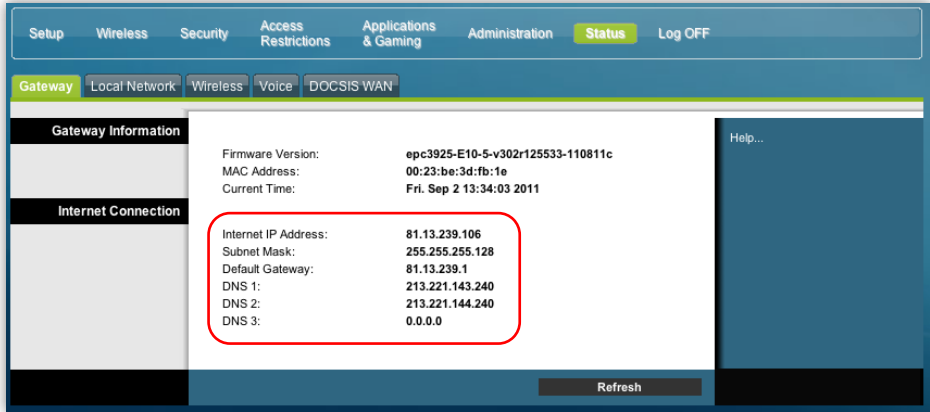 Setup Wireless Security Access Restrictions Applications & Gaming Administration Status Log OFF
Gateway Local Network Wireless Voice DOCSIS WAN
Gateway Information
Help...
Firmware Version: epc3925-E10-5-v302r125533-110811c
MAC Address: 00:23:be:3d:fb:1e
Current Time: Fri. Sep 2 13:34:03 2011
Internet Connection
Internet IP Address: 81.13.239.106
Subnet Mask: 255.255.255.128
Default Gateway: 81.13.239.1
DNS 1: 213.221.143.240
DNS 2: 213.221.144.240
DNS 3: 0.0.0.0
Refresh